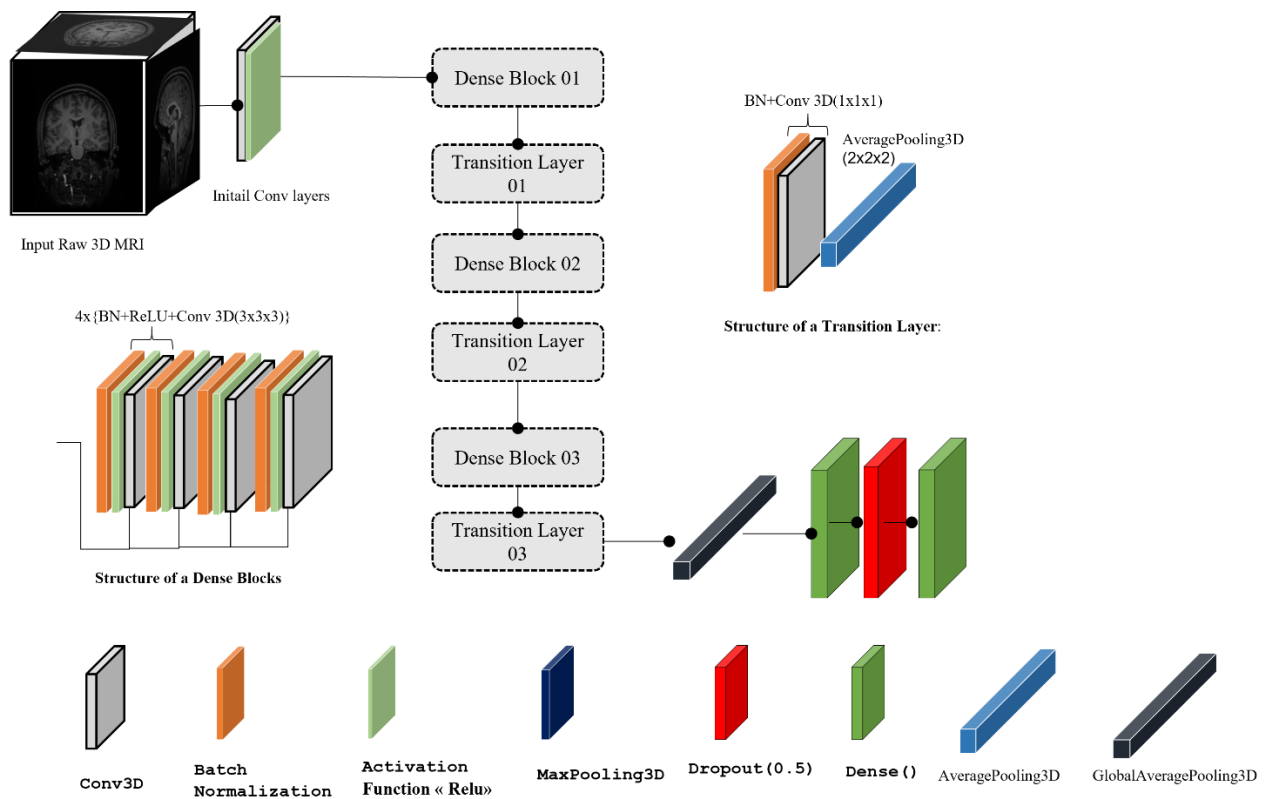 Dense Block 01
BN+Conv 3D(1x1x1)
AveragePooling3D
(2x2x2)
Transition Layer
01
Initail Conv layers
Input Raw 3D MRI
Dense Block 02
4x{BN+ReLU+Conv 3D(3x3x3)}
Structure of a Transition Layer:
Transition Layer
02
Dense Block 03
Transition Layer
03
Structure of a Dense Blocks
Conv3D
Batch
Normalization
Activation
Function « Relu»
MaxPooling3D
Dropout(0.5)
Dense()
AveragePooling3D
GlobalAveragePooling3D